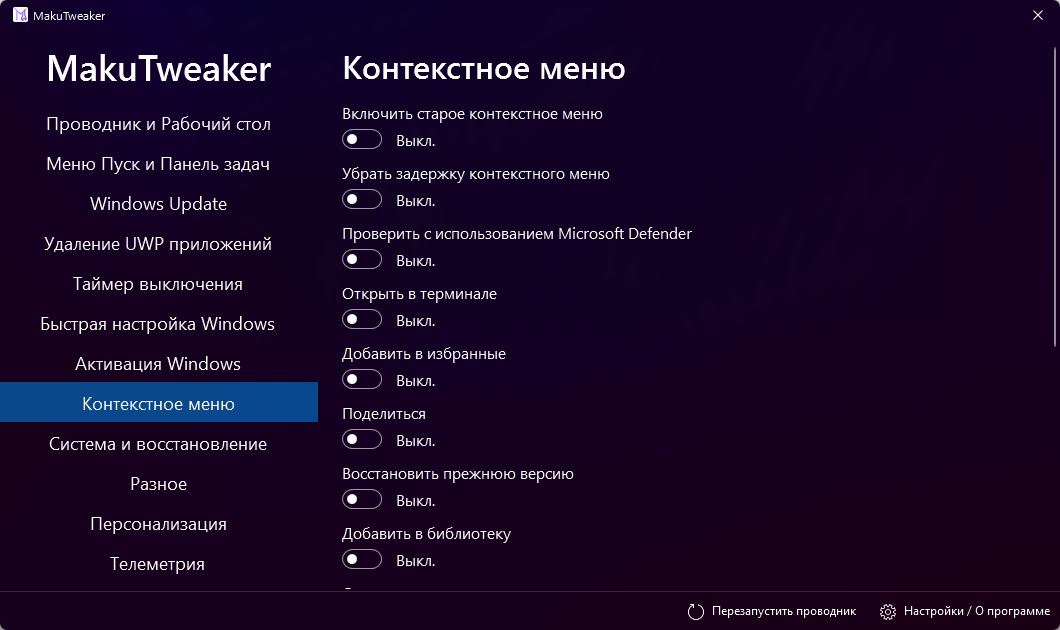 MakuTweaker
MakuTweaker
Проводник и Рабочий стол
Меню Пуск и Панель задач
Windows Update
Удаление UWP приложений
Таймер выключения
Быстрая настройка Windows
Активация Windows
Контекстное меню
Система и восстановление
Разное
Персонализация
Телеметрия
Контекстное меню
Включить старое контекстное меню
Выкл.
Убрать задержку контекстного меню
Выкл.
Проверить с использованием Microsoft Defender
Выкл.
Открыть в терминале
Выкл.
Добавить в избранные
Выкл.
Поделиться
Выкл.
Восстановить прежнюю версию
Выкл.
Добавить в библиотеку
Выкл.
Перезапустить проводник
Настройки / О программе